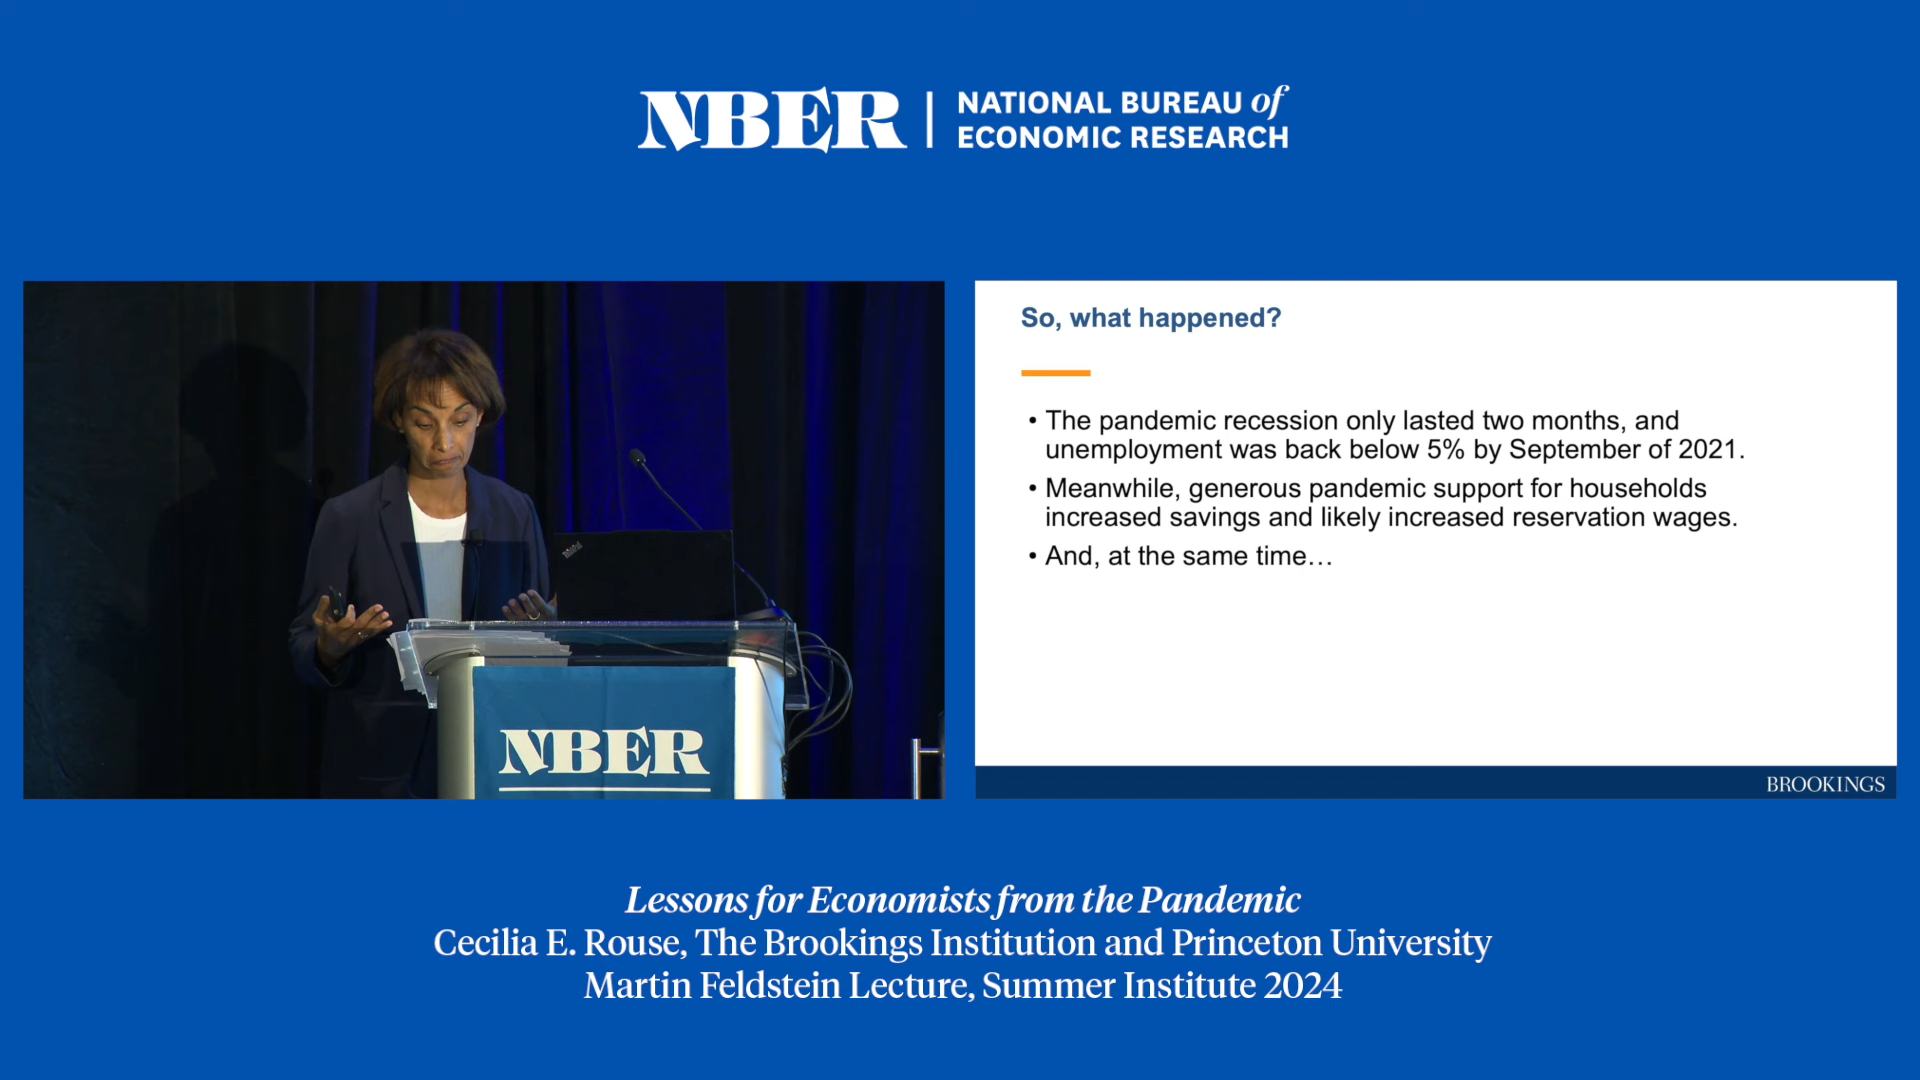 NBER
NATIONAL BUREAU of
ECONOMIC RESEARCH
ThinkPad
NBER
So, what happened?
• The pandemic recession only lasted two months, and
unemployment was back below 5% by September of 2021.
• Meanwhile, generous pandemic support for households
increased savings and likely increased reservation wages.
• And, at the same time…
BROOKINGS
Lessons for Economists from the Pandemic
Cecilia E. Rouse, The Brookings Institution and Princeton University
Martin Feldstein Lecture, Summer Institute 2024